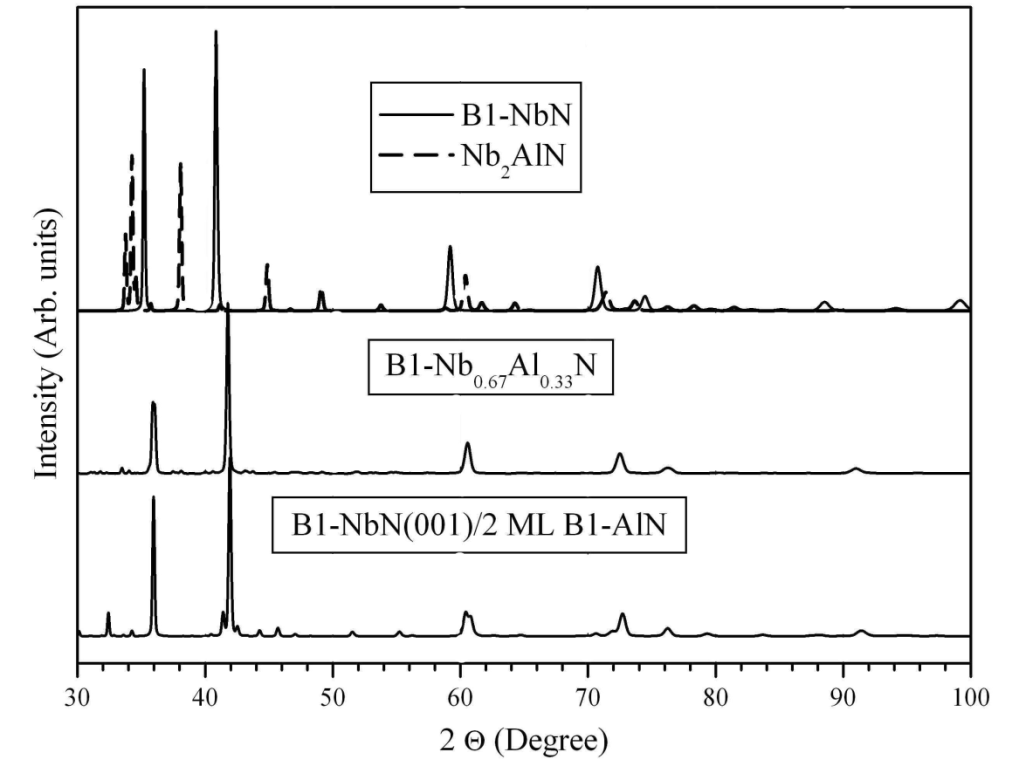 B1-NbN
Nb₂AlN
B1-Nb₀.₆₇Al₀.₃₃N
B1-NbN(001)/2 ML B1-AlN
Intensity (Arb. units)
30 40 50 60 70 80 90 100
2 Θ (Degree)